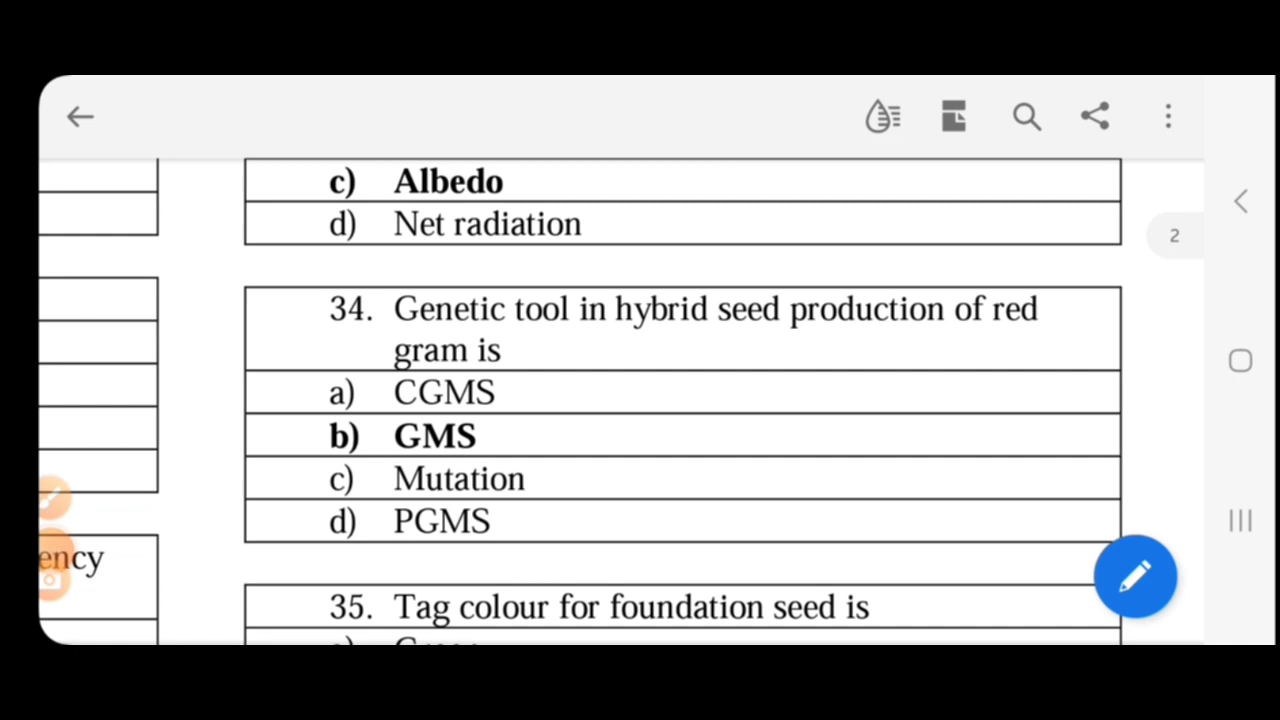 c) Albedo
d) Net radiation
2
34. Genetic tool in hybrid seed production of red
gram is
a) CGMS
b) GMS
c) Mutation
d) PGMS
ency
35. Tag colour for foundation seed is